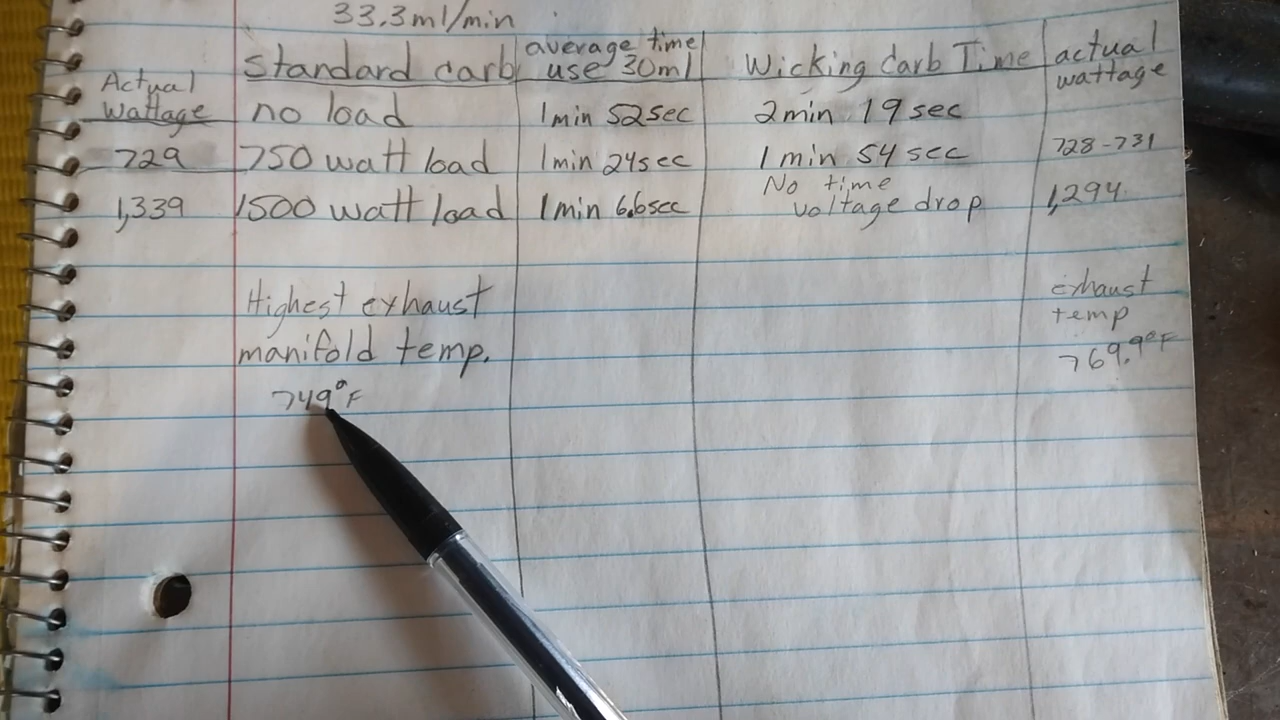 33.3ml/min
Actual Wattage	Standard carb	average time use 30ml	Wicking Carb Time	actual wattage
no load	1min 52sec	2min 19sec
729	750 watt load	1min 24sec	1min 54sec	728-731
1,339	1500 watt load	1min 6.6sec	No time voltage drop	1,294
Highest exhaust	exhaust
manifold temp.	temp
749°F	769.9°F